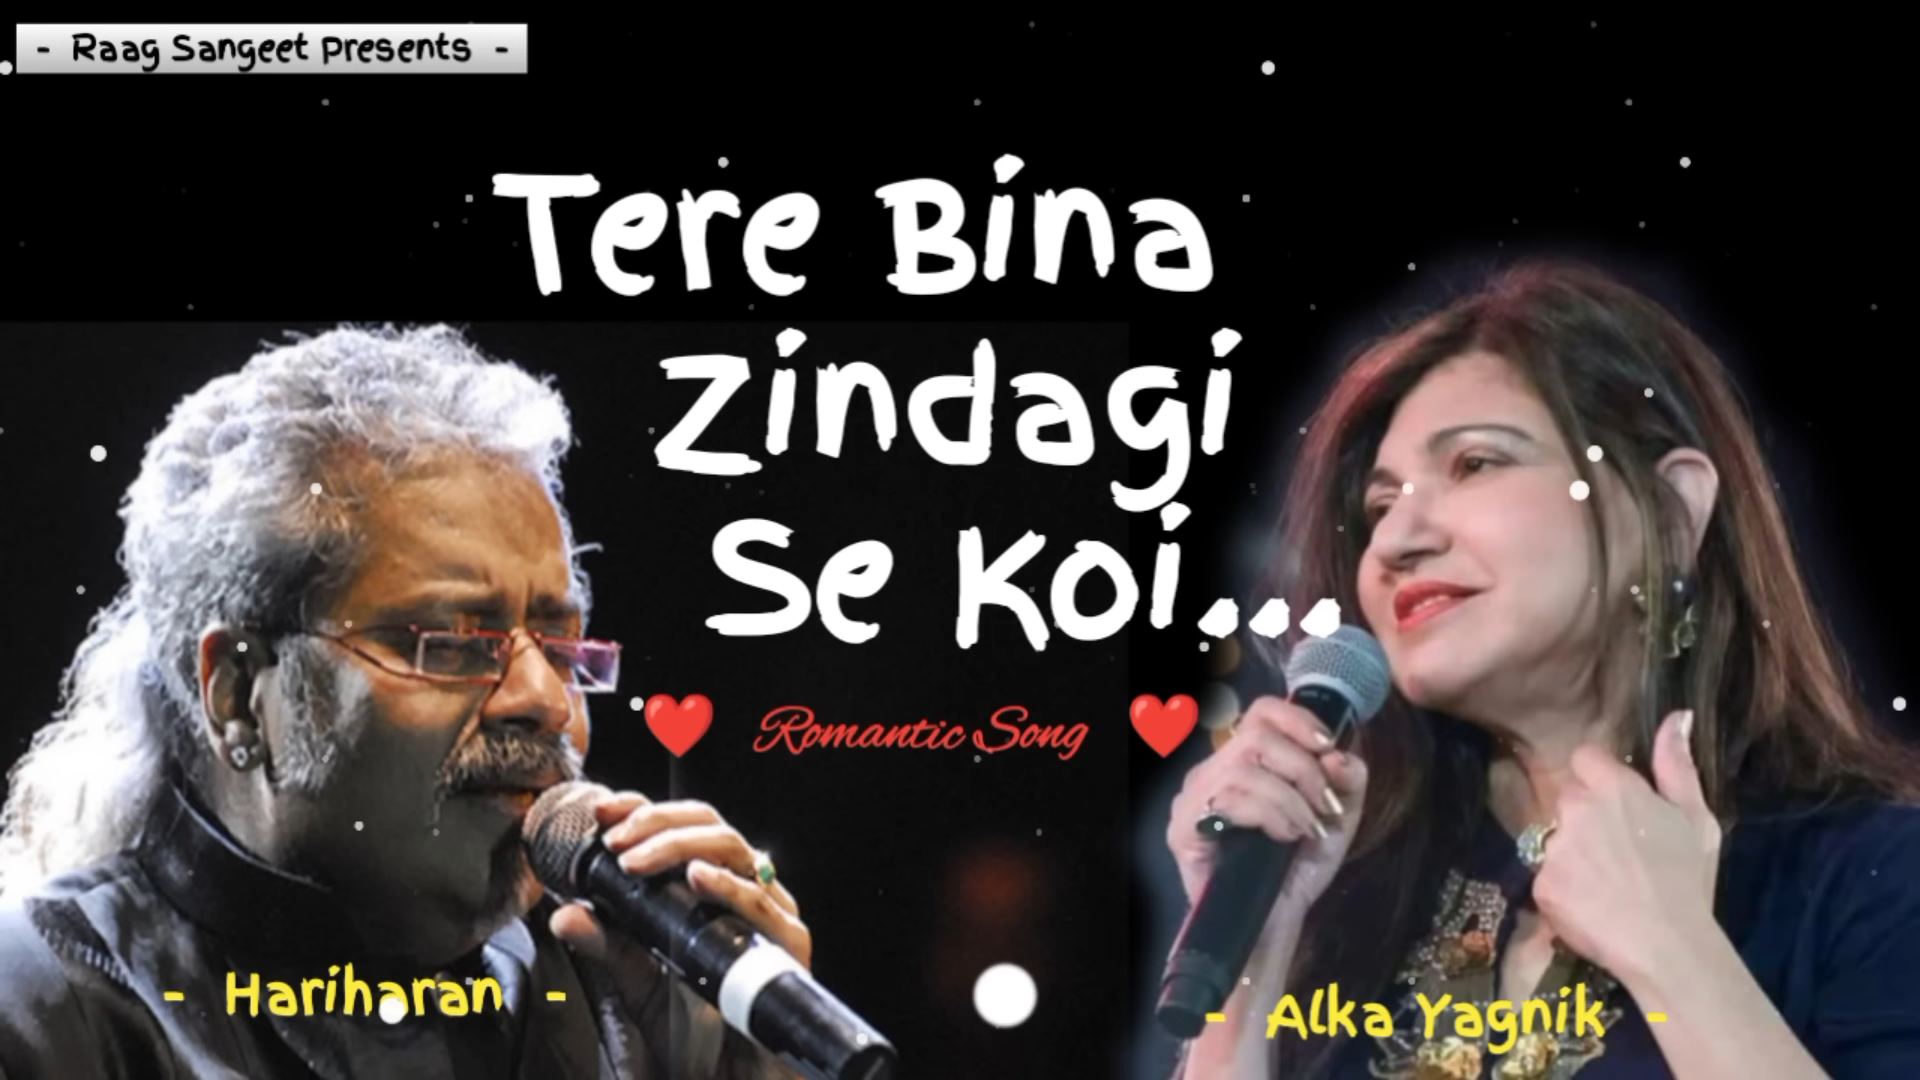 - Raag Sangeet Presents -
Tere Bina
Zindagi
Se Koi...
❤️ Romantic Song ❤️
- Hariharan -
- Alka Yagnik -